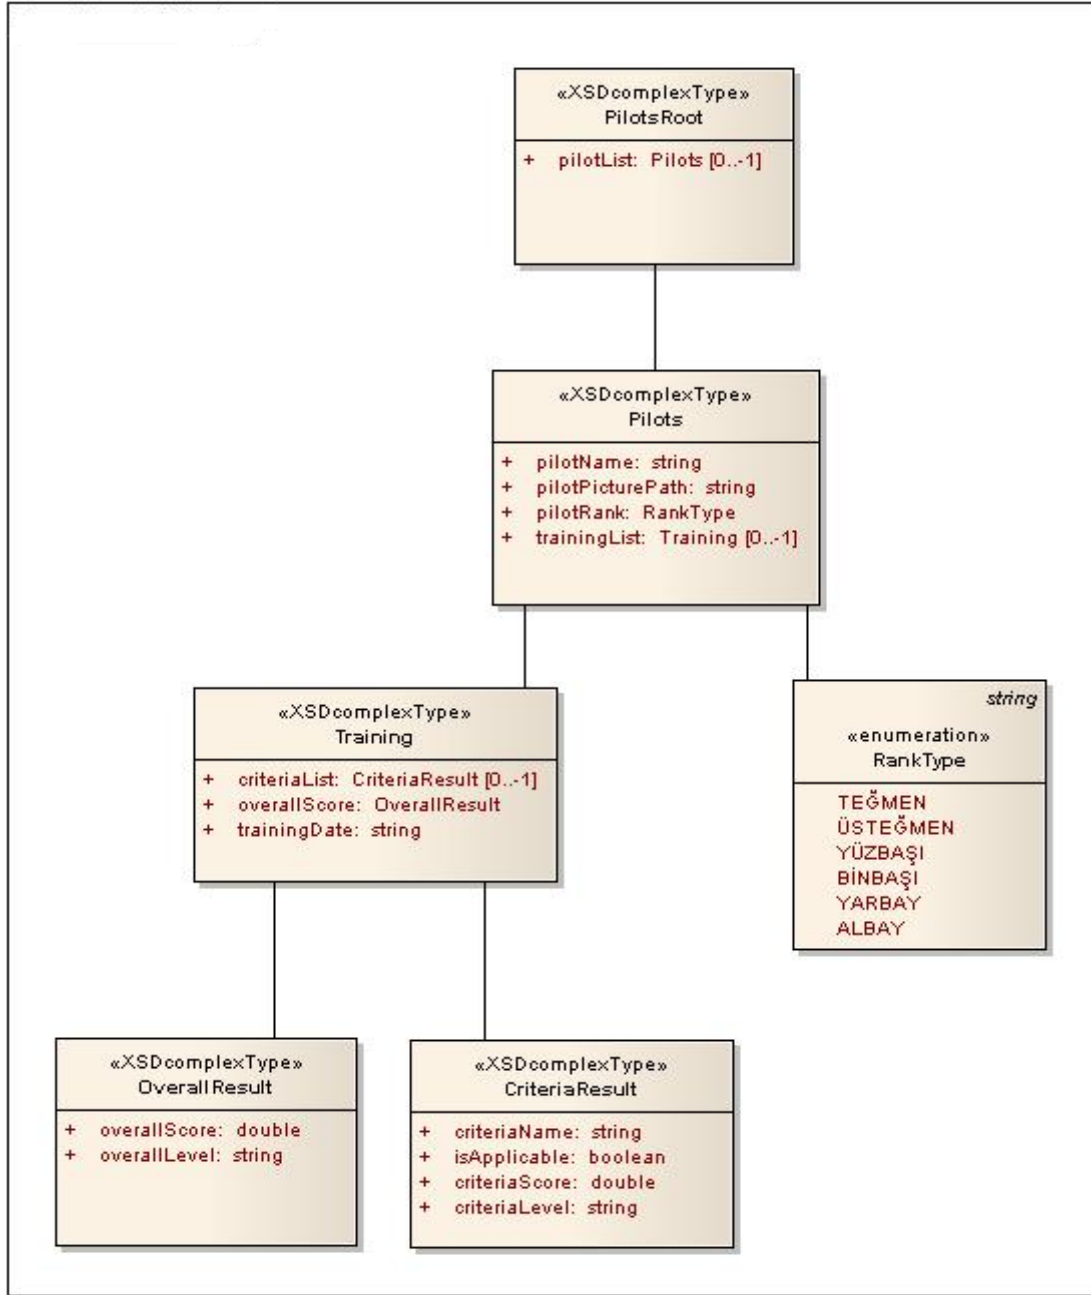 «XSDcomplexType»
PilotsRoot
+ pilotList: Pilots [0..-1]
«XSDcomplexType»
Pilots
+ pilotName: string
+ pilotPicturePath: string
+ pilotRank: RankType
+ trainingList: Training [0..-1]
«XSDcomplexType»
Training
+ criteriaList: CriteriaResult [0..-1]
+ overallScore: OverallResult
+ trainingDate: string
string
«enumeration»
RankType
TEĞMEN
ÜSTEĞMEN
YÜZBAŞI
BİNBAŞI
YARBAY
ALBAY
«XSDcomplexType»
OverallResult
+ overallScore: double
+ overallLevel: string
«XSDcomplexType»
CriteriaResult
+ criteriaName: string
+ isApplicable: boolean
+ criteriaScore: double
+ criteriaLevel: string